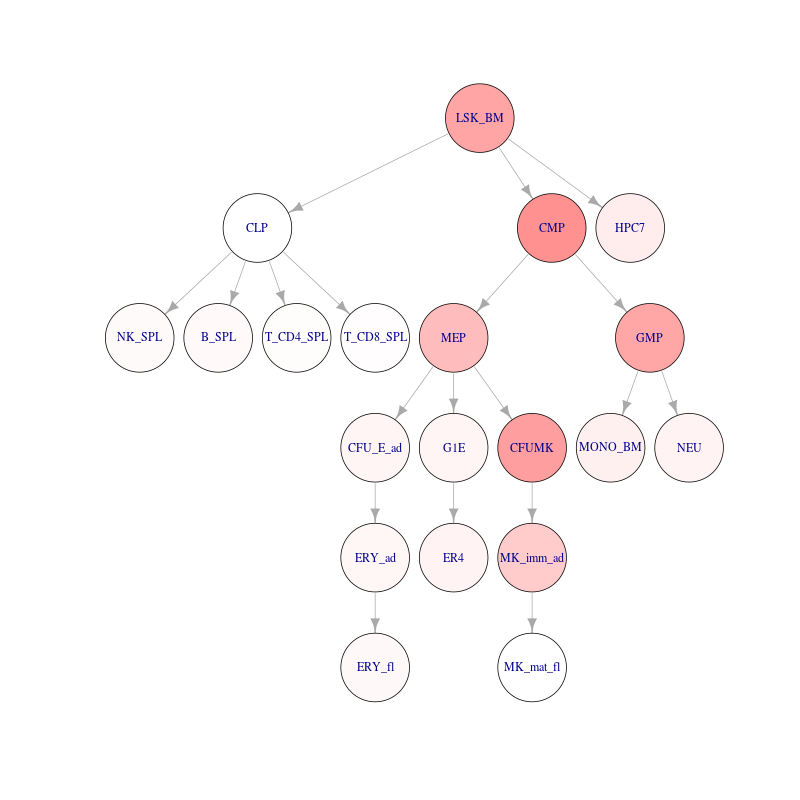 LSK_BM
CLP
CMP
HPC7
NK_SPL
B_SPL
T_CD4_SPL
T_CD8_SPL
MEP
GMP
CFU_E_ad
G1E
CFUMK
MONO_BM
NEU
ERY_ad
ER4
MK_imm_ad
ERY_fl
MK_mat_fl